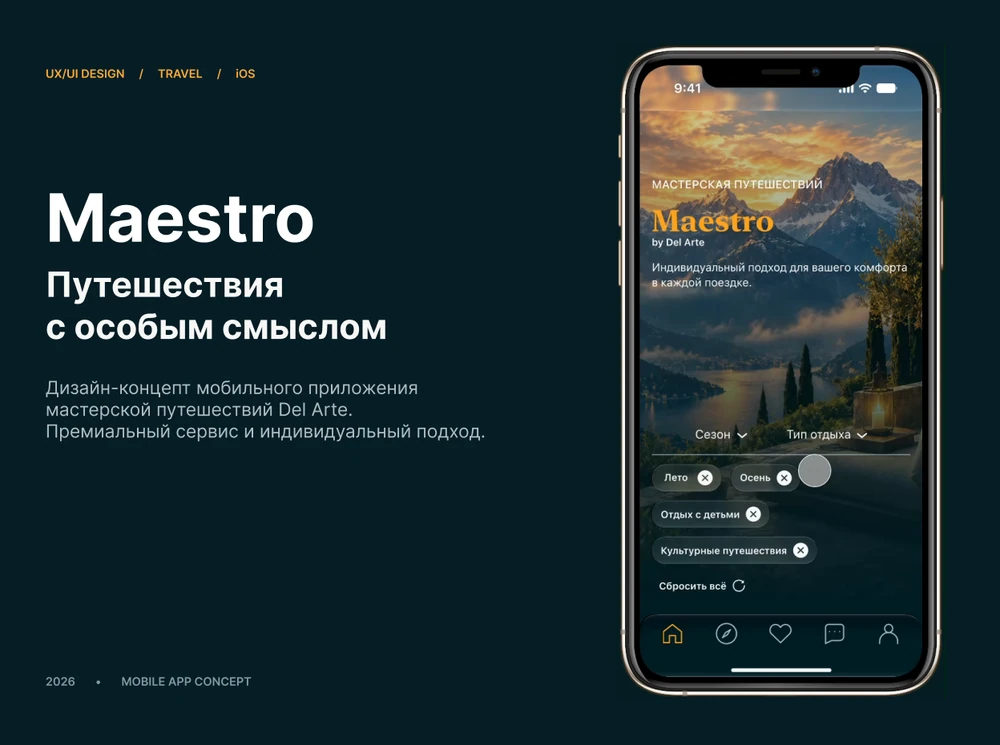 UX/UI DESIGN / TRAVEL / iOS
Maestro
Путешествия
с особым смыслом
Дизайн-концепт мобильного приложения
мастерской путешествий Del Arte.
Премиальный сервис и индивидуальный подход.
2026 • MOBILE APP CONCEPT
9:41
МАСТЕРСКАЯ ПУТЕШЕСТВИЙ
Maestro
by Del Arte
Индивидуальный подход для вашего комфорта
в каждой поездке.
Сезон Тип отдыха
Лето Осень
Отдых с детьми
Культурные путешествия
Сбросить всё